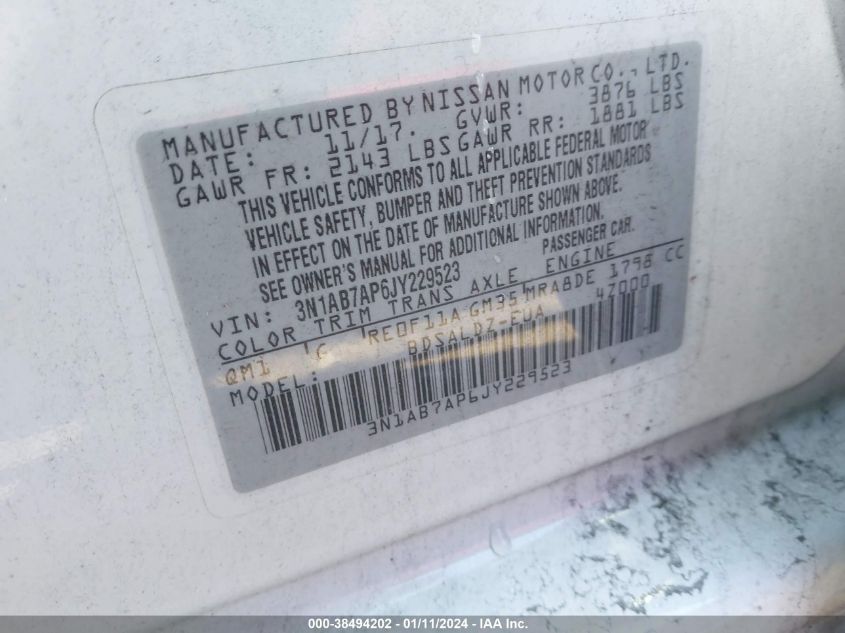 MANUFACTURED BY NISSAN MOTOR CO., LTD.
DATE: 11/17. GVWR: 3876 LBS
GAWR FR: 2143 LBS GAWR RR: 1881 LBS
THIS VEHICLE CONFORMS TO ALL APPLICABLE FEDERAL MOTOR
VEHICLE SAFETY, BUMPER AND THEFT PREVENTION STANDARDS
IN EFFECT ON THE DATE OF MANUFACTURE SHOWN ABOVE.
SEE OWNER'S MANUAL FOR ADDITIONAL INFORMATION.
VIN: 3N1AB7AP6JY229523 PASSENGER CAR.
COLOR TRIM TRANS AXLE ENGINE
QM1 G RE0F11A GM35 MRA8DE 1798 CC
MODEL: BDSALDZ-EUA 47000
3N1AB7AP6JY229523
000-38494202 - 01/11/2024 - IAA Inc.